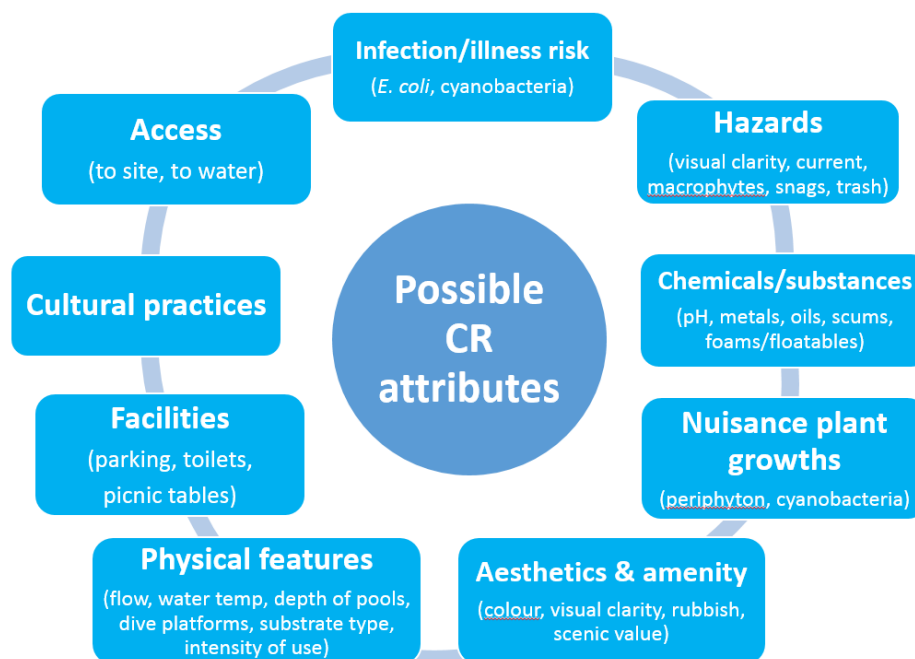 Infection/illness risk
(E. coli, cyanobacteria)
Hazards
(visual clarity, current,
macrophytes, snags, trash)
Chemicals/substances
(pH, metals, oils, scums,
foams/floatables)
Nuisance plant
growths
(periphyton, cyanobacteria)
Aesthetics & amenity
(colour, visual clarity, rubbish,
scenic value)
Physical features
(flow, water temp, depth of pools,
dive platforms, substrate type,
intensity of use)
Facilities
(parking, toilets,
picnic tables)
Cultural practices
Access
(to site, to water)
Possible
CR
attributes